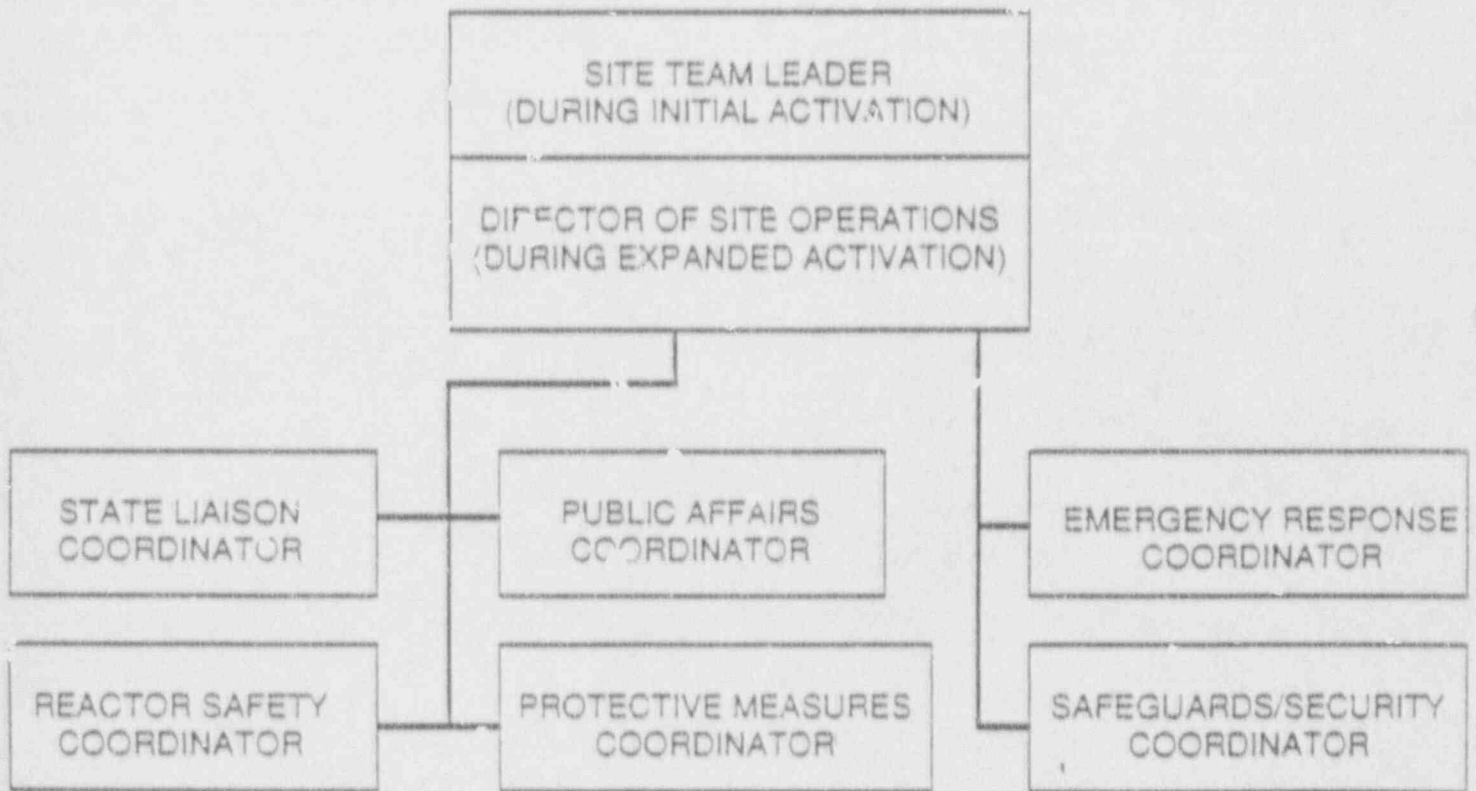 SITE TEAM LEADER
(DURING INITIAL ACTIVATION)
DIRECTOR OF SITE OPERATIONS
(DURING EXPANDED ACTIVATION)
STATE LIAISON
COORDINATOR
PUBLIC AFFAIRS
COORDINATOR
EMERGENCY RESPONSE
COORDINATOR
REACTOR SAFETY
COORDINATOR
PROTECTIVE MEASURES
COORDINATOR
SAFEGUARDS/SECURITY
COORDINATOR